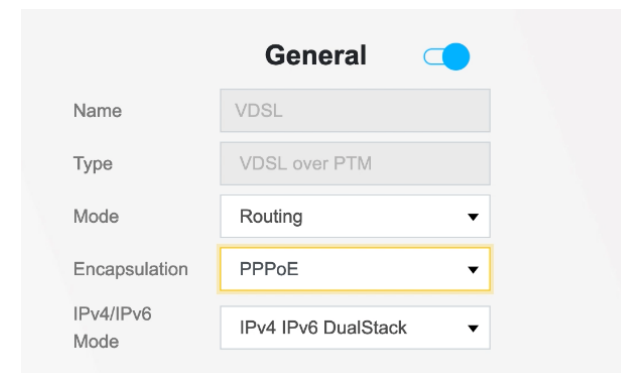 General
Name VDSL
Type VDSL over PTM
Mode Routing
Encapsulation PPPoE
IPv4/IPv6
Mode IPv4 IPv6 DualStack